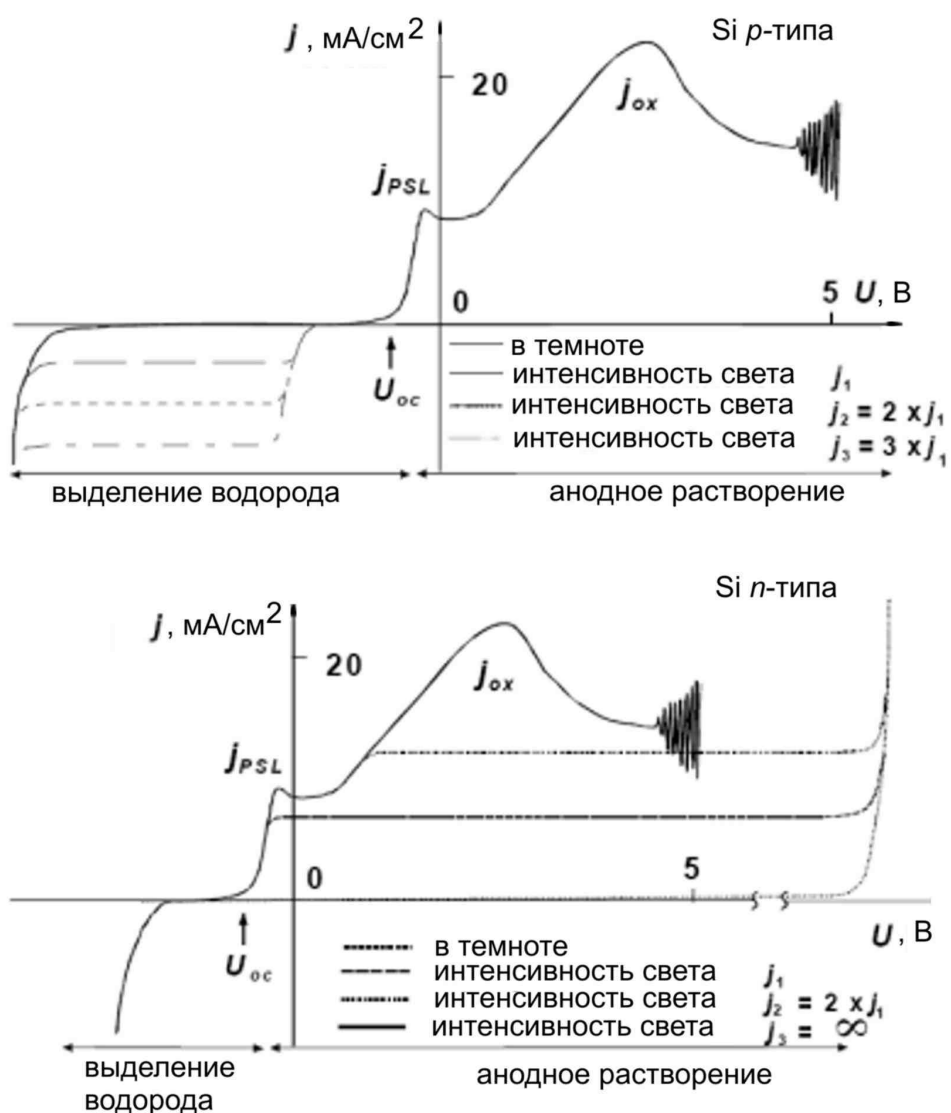 Si p-типа
j , мА/см²
20
jox
jPSL
0
5 U, В
Uoc
в темноте
интенсивность света j1
интенсивность света j2 = 2 x j1
интенсивность света j3 = 3 x j1
выделение водорода
анодное растворение
Si n-типа
j , мА/см²
20
jox
jPSL
0
5
U, В
Uoc
в темноте
интенсивность света j1
интенсивность света j2 = 2 x j1
интенсивность света j3 = ∞
выделение
водорода
анодное растворение